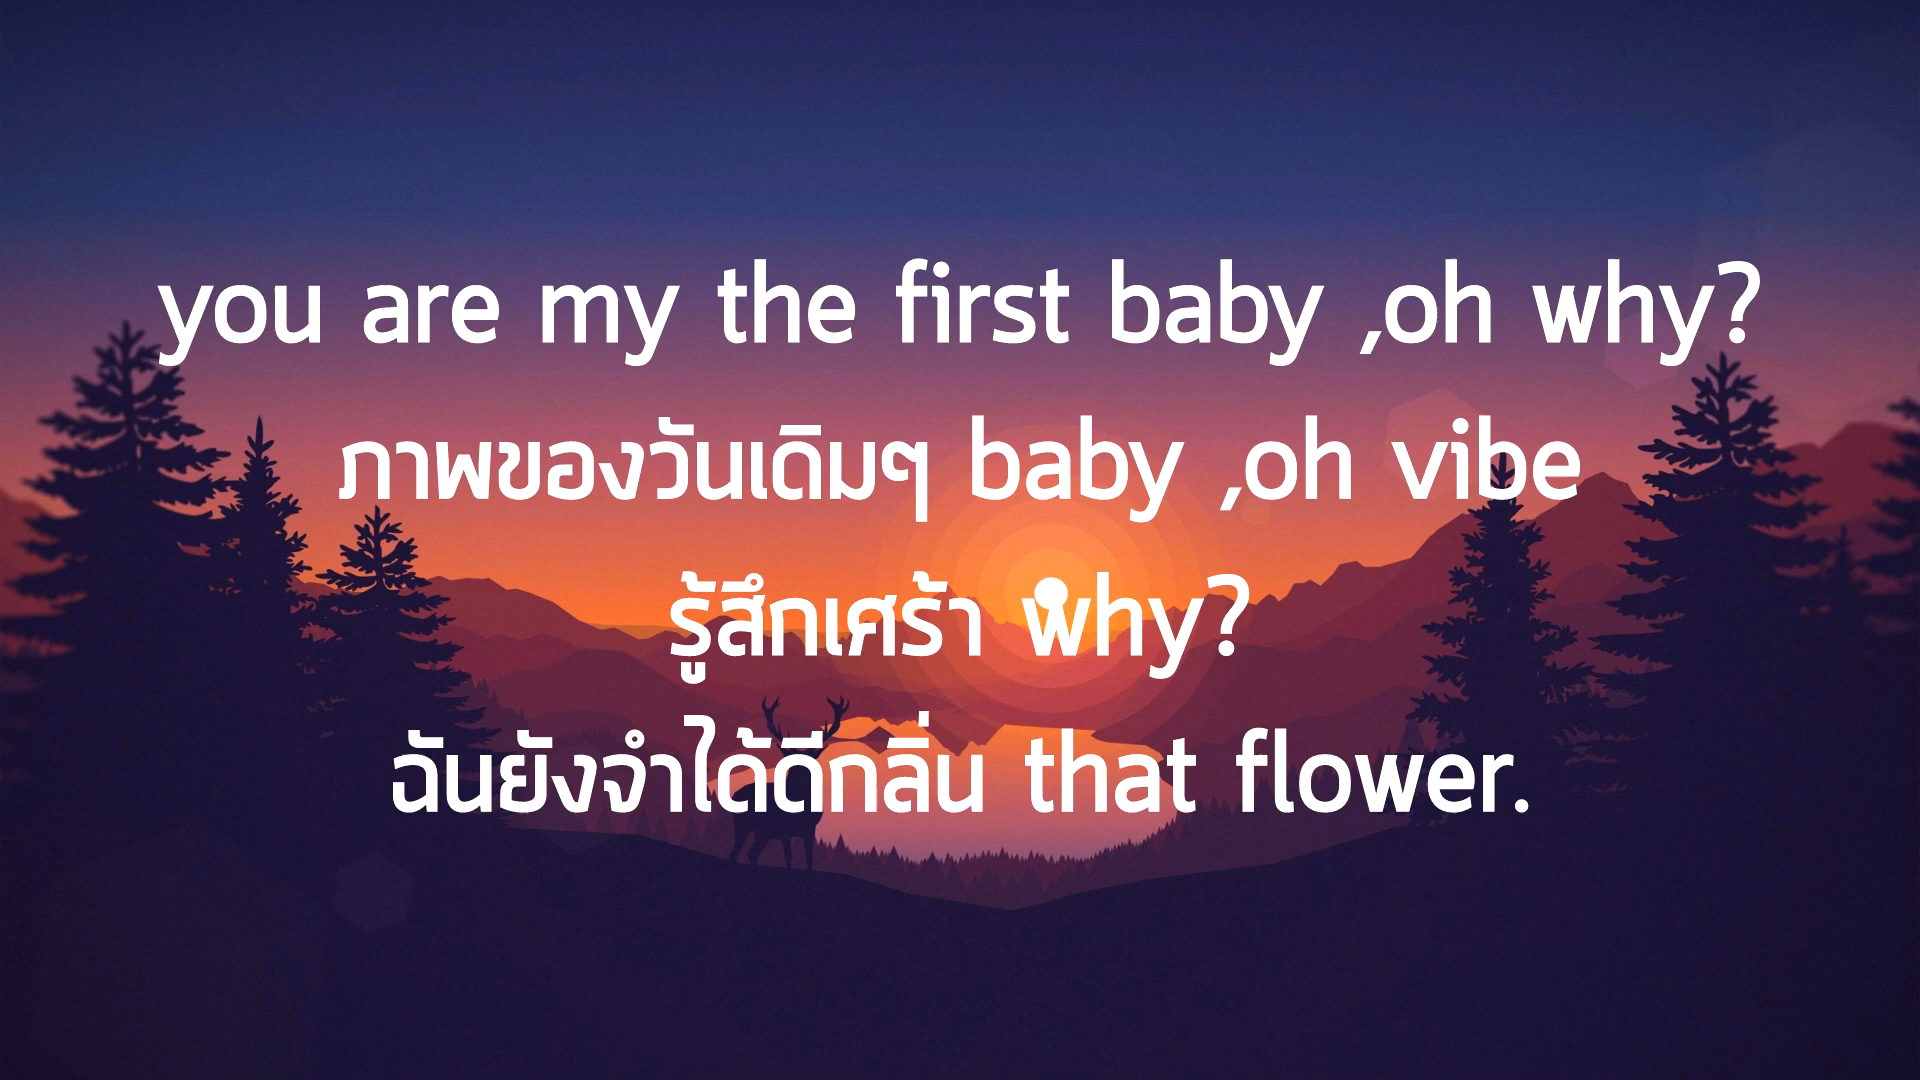 you are my the first baby ,oh why?
ภาพของวันเดิมๆ baby ,oh vibe
รู้สึกเศร้า why?
ฉันยังจำได้ดีกลิ่น that flower.